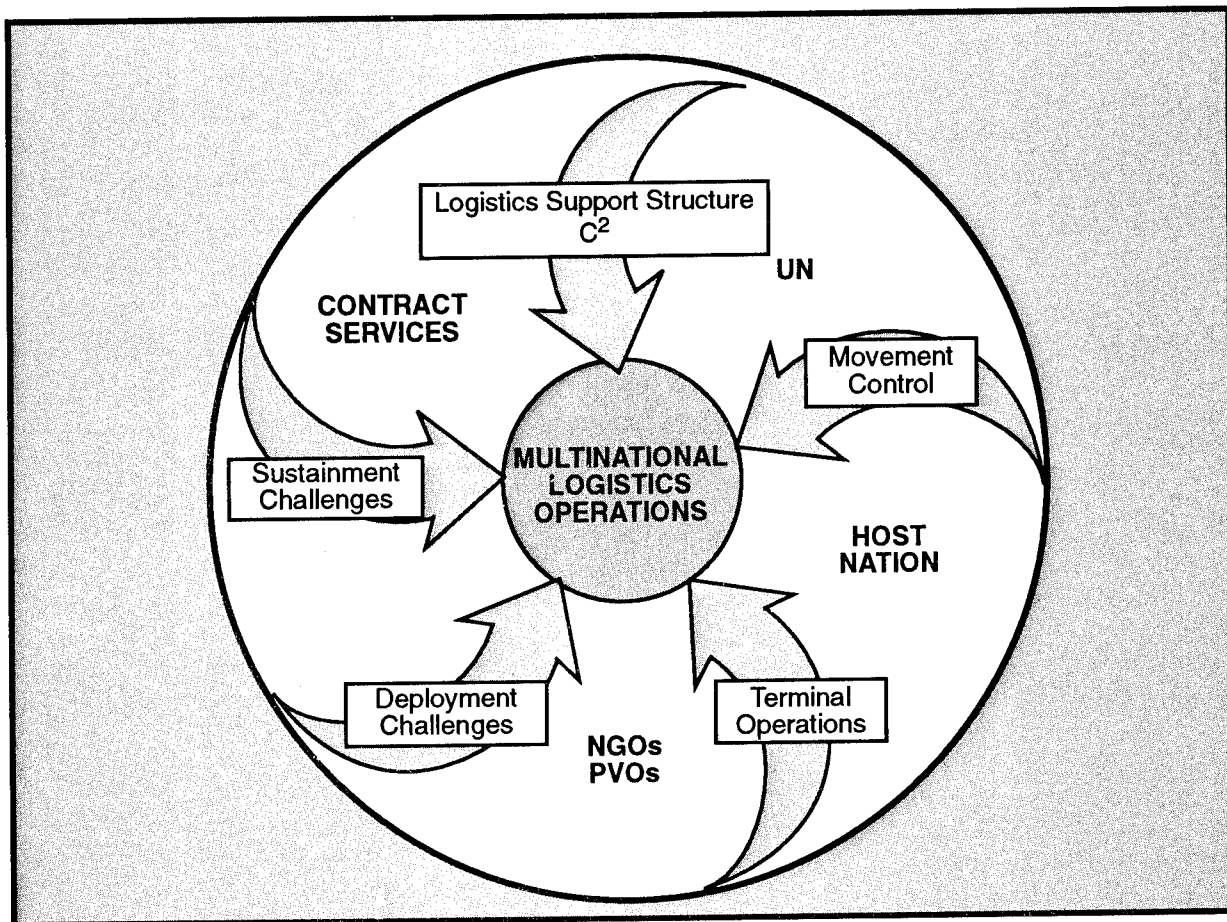 Logistics Support Structure
C²
UN
CONTRACT
SERVICES
Movement
Control
MULTINATIONAL
LOGISTICS
OPERATIONS
Sustainment
Challenges
HOST
NATION
Deployment
Challenges
Terminal
Operations
NGOs
PVOs